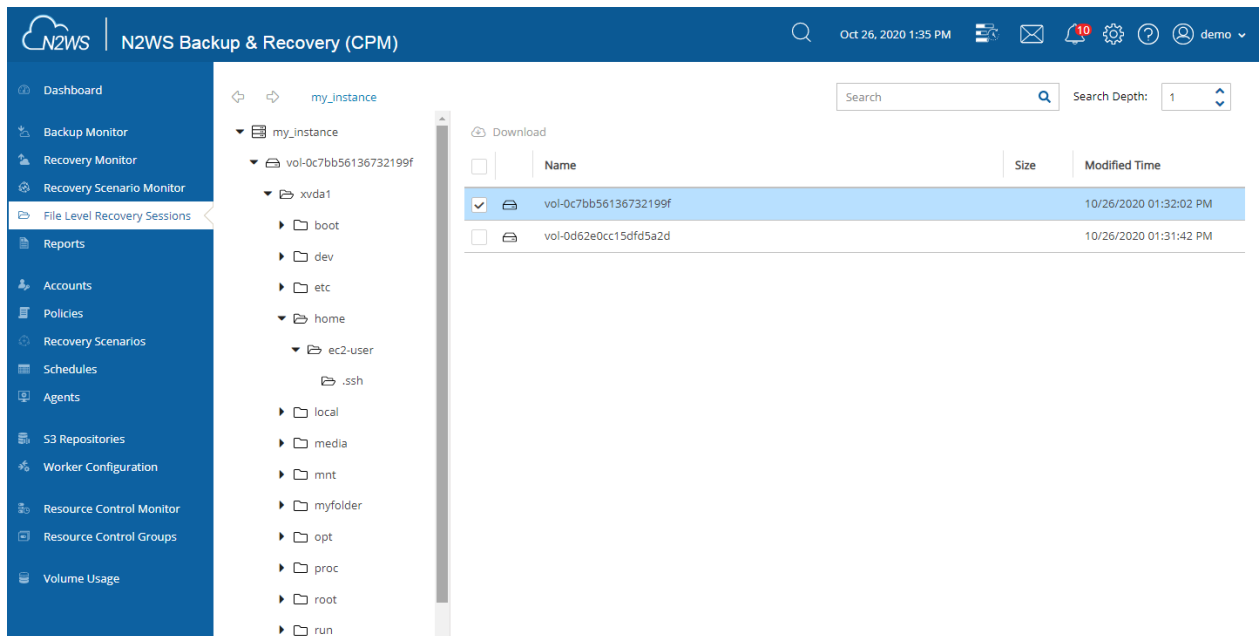 N2WS
N2WS Backup & Recovery (CPM)
Oct 26, 2020 1:35 PM
10
demo
Dashboard
Backup Monitor
Recovery Monitor
Recovery Scenario Monitor
File Level Recovery Sessions
Reports
Accounts
Policies
Recovery Scenarios
Schedules
Agents
S3 Repositories
Worker Configuration
Resource Control Monitor
Resource Control Groups
Volume Usage
my_instance
Search
Search Depth: 1
my_instance
vol-0c7bb56136732199f
xvda1
boot
dev
etc
home
ec2-user
.ssh
local
media
mnt
myfolder
opt
proc
root
run
Download
Name Size Modified Time
vol-0c7bb56136732199f 10/26/2020 01:32:02 PM
vol-0d62e0cc15dfd5a2d 10/26/2020 01:31:42 PM